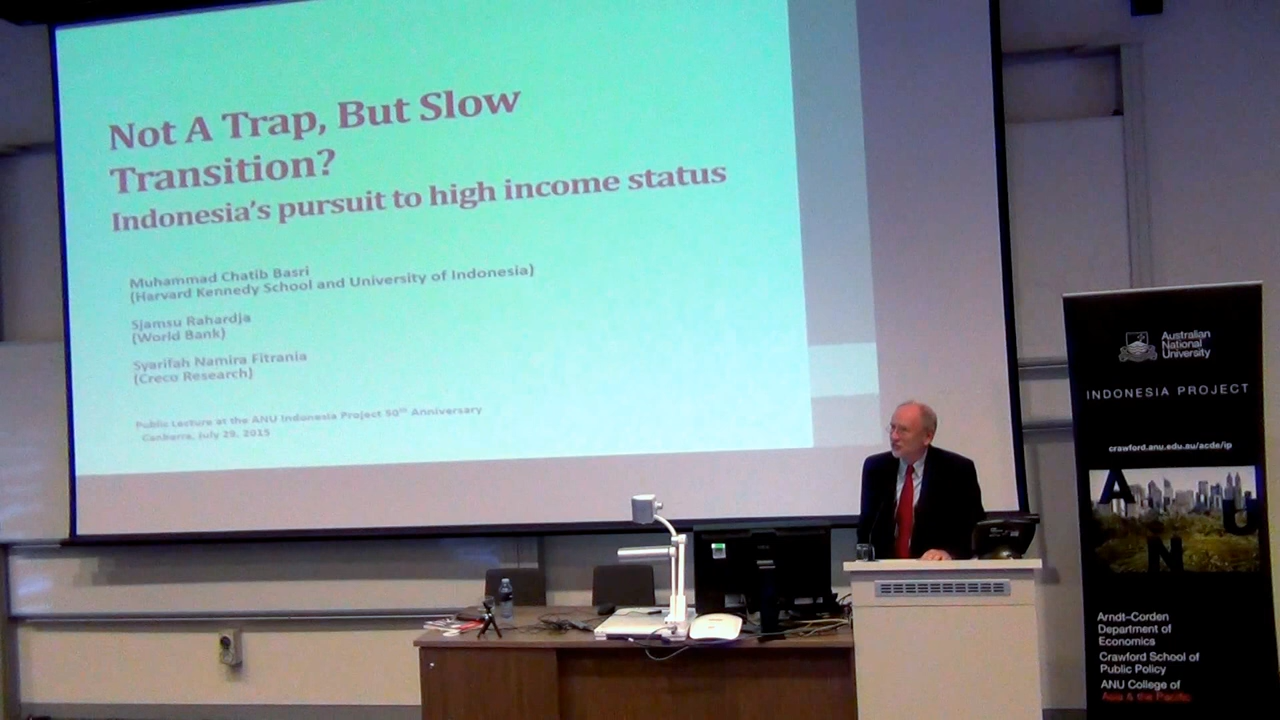 Not A Trap, But Slow
Transition?
Indonesia's pursuit to high income status
Muhammad Chatib Basri
(Harvard Kennedy School and University of Indonesia)
Sjamsu Rahardja
(World Bank)
Syarifah Namira Fitrania
(Creco Research)
Public Lecture at the ANU Indonesia Project 50th Anniversary
Canberra, July 29, 2015
Australian
National
University
INDONESIA PROJECT
crawford.anu.edu.au/acde/ip
A
N
U
Arndt–Corden
Department of
Economics
Crawford School of
Public Policy
ANU College of
Asia & the Pacific